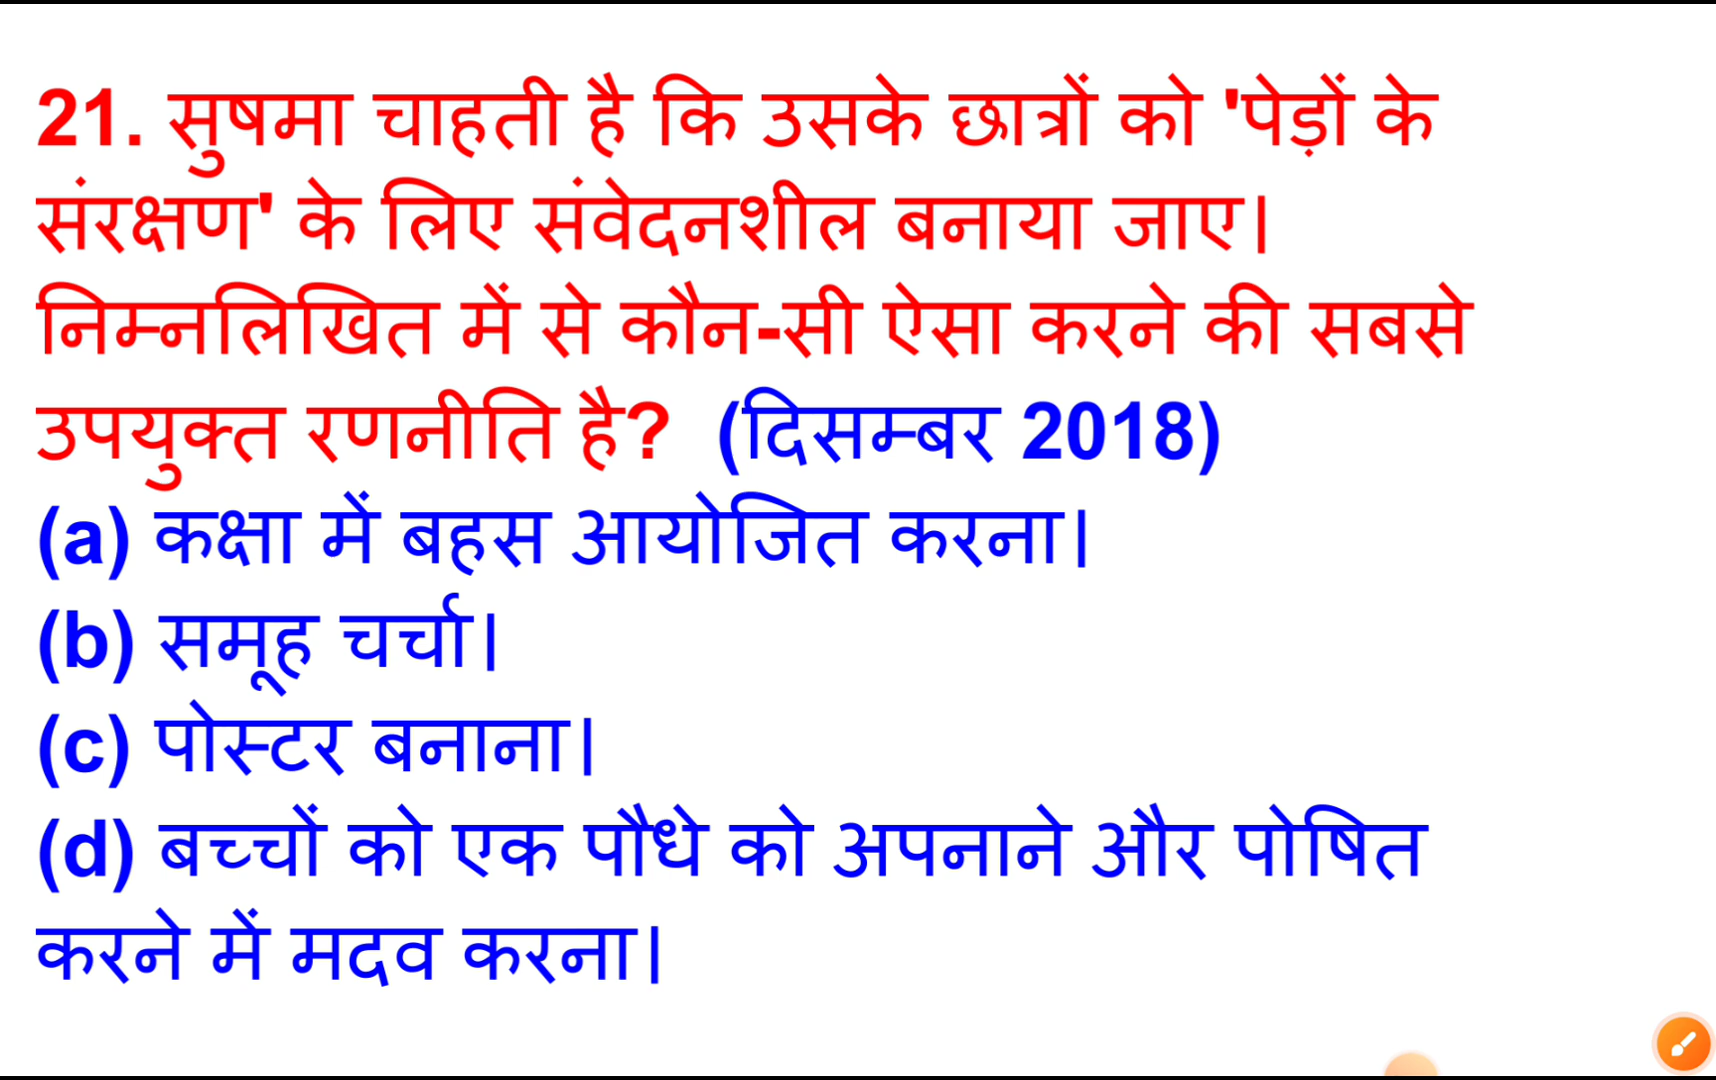 21. सुषमा चाहती है कि उसके छात्रों को 'पेड़ों के
संरक्षण' के लिए संवेदनशील बनाया जाए।
निम्नलिखित में से कौन-सी ऐसा करने की सबसे
उपयुक्त रणनीति है? (दिसम्बर 2018)
(a) कक्षा में बहस आयोजित करना।
(b) समूह चर्चा।
(c) पोस्टर बनाना।
(d) बच्चों को एक पौधे को अपनाने और पोषित
करने में मदव करना।